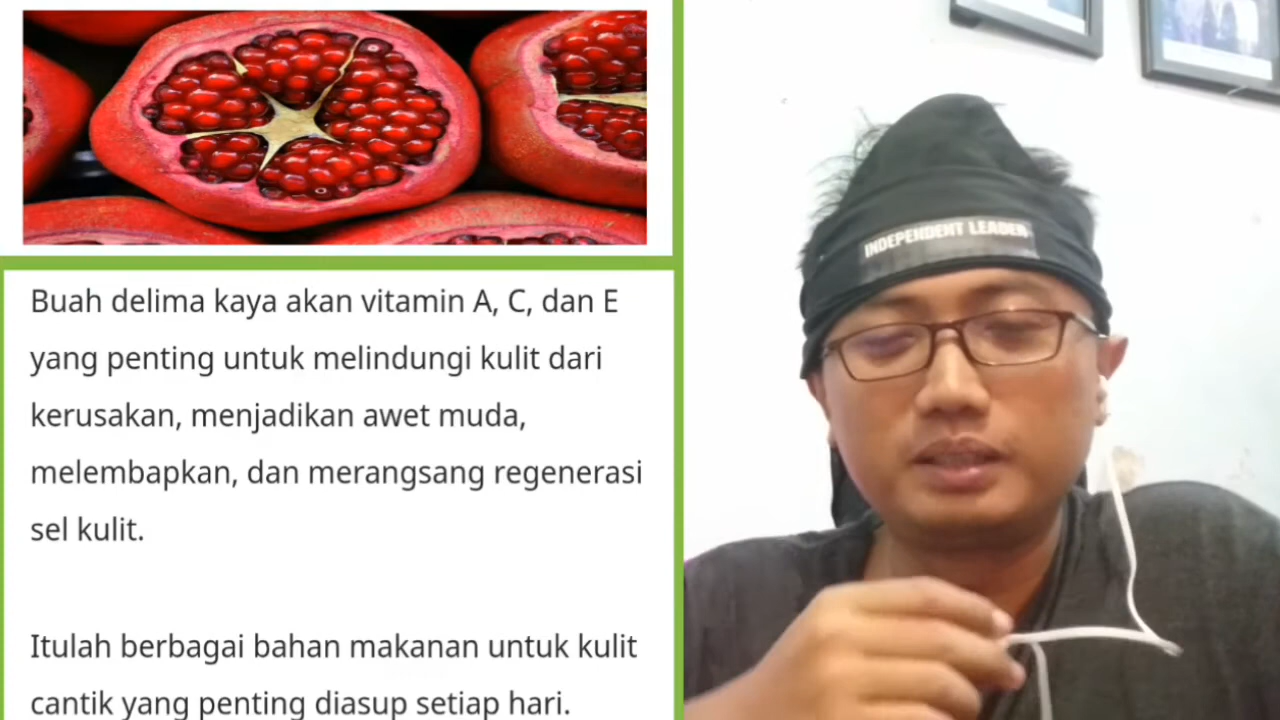 Buah delima kaya akan vitamin A, C, dan E
yang penting untuk melindungi kulit dari
kerusakan, menjadikan awet muda,
melembapkan, dan merangsang regenerasi
sel kulit.
Itulah berbagai bahan makanan untuk kulit
cantik yang penting diasup setiap hari.
INDEPENDENT LEADER